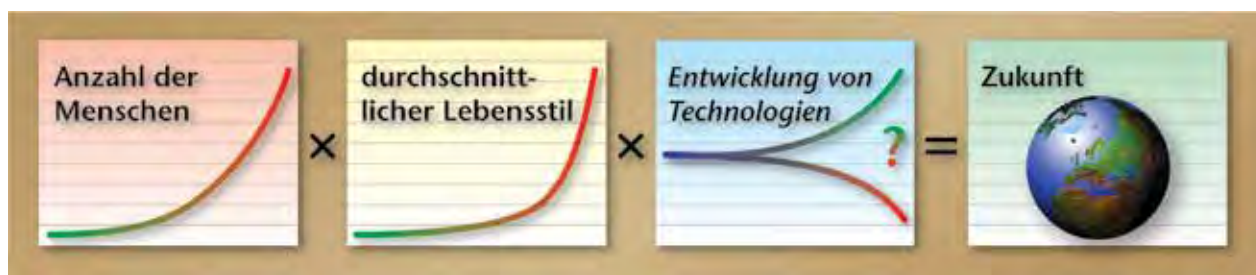 Anzahl der
Menschen
×
durchschnitt-
licher Lebensstil
×
Entwicklung von
Technologien
?
=
Zukunft